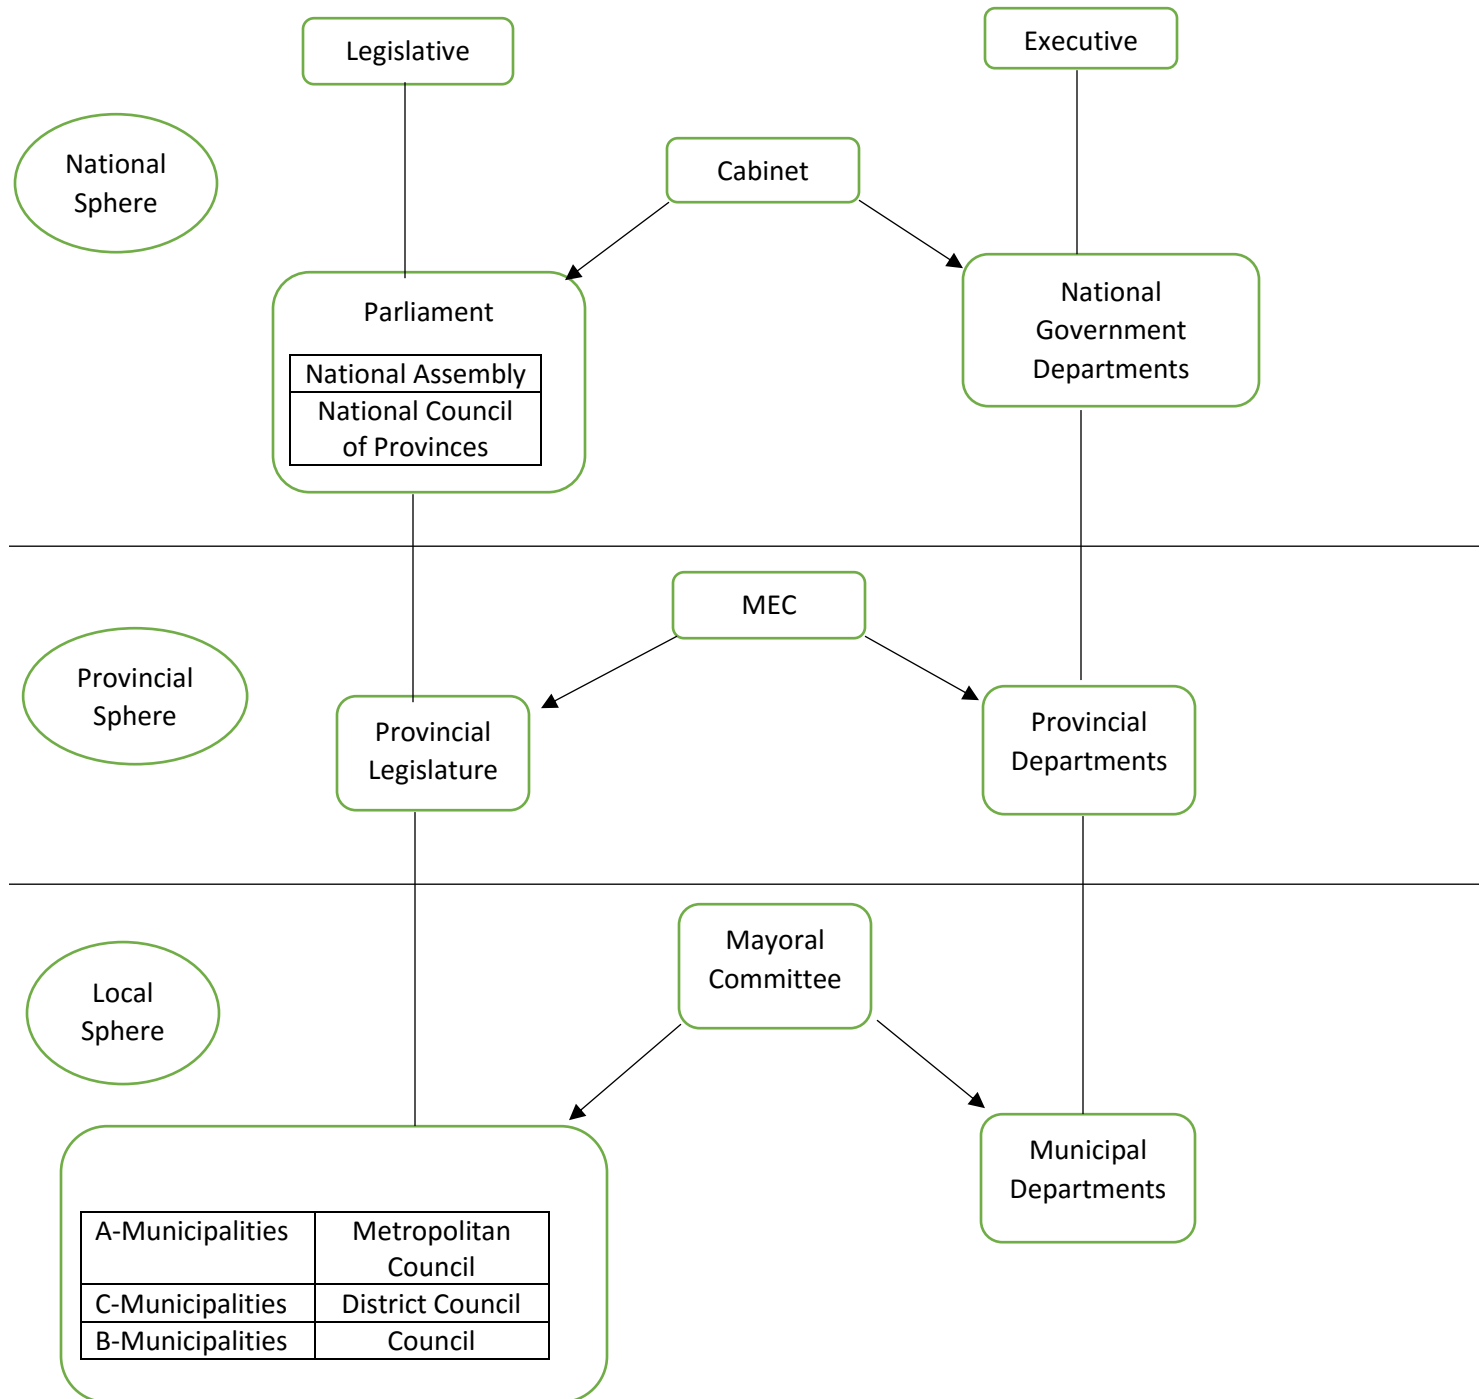 Legislative
Executive
National
Sphere
Cabinet
Parliament
National Assembly
National Council
of Provinces
National
Government
Departments
MEC
Provincial
Sphere
Provincial
Legislature
Provincial
Departments
Mayoral
Committee
Local
Sphere
A-Municipalities
Metropolitan
Council
C-Municipalities
District Council
B-Municipalities
Council
Municipal
Departments